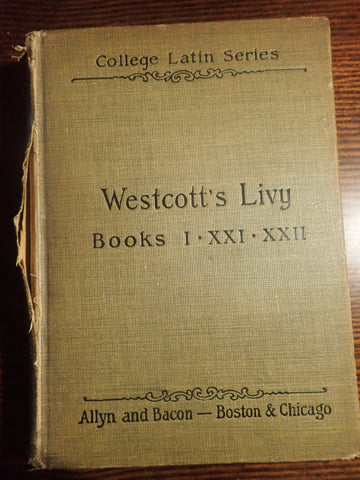 College Latin Series
Westcott's Livy
Books I · XXI · XXII
Allyn and Bacon — Boston & Chicago